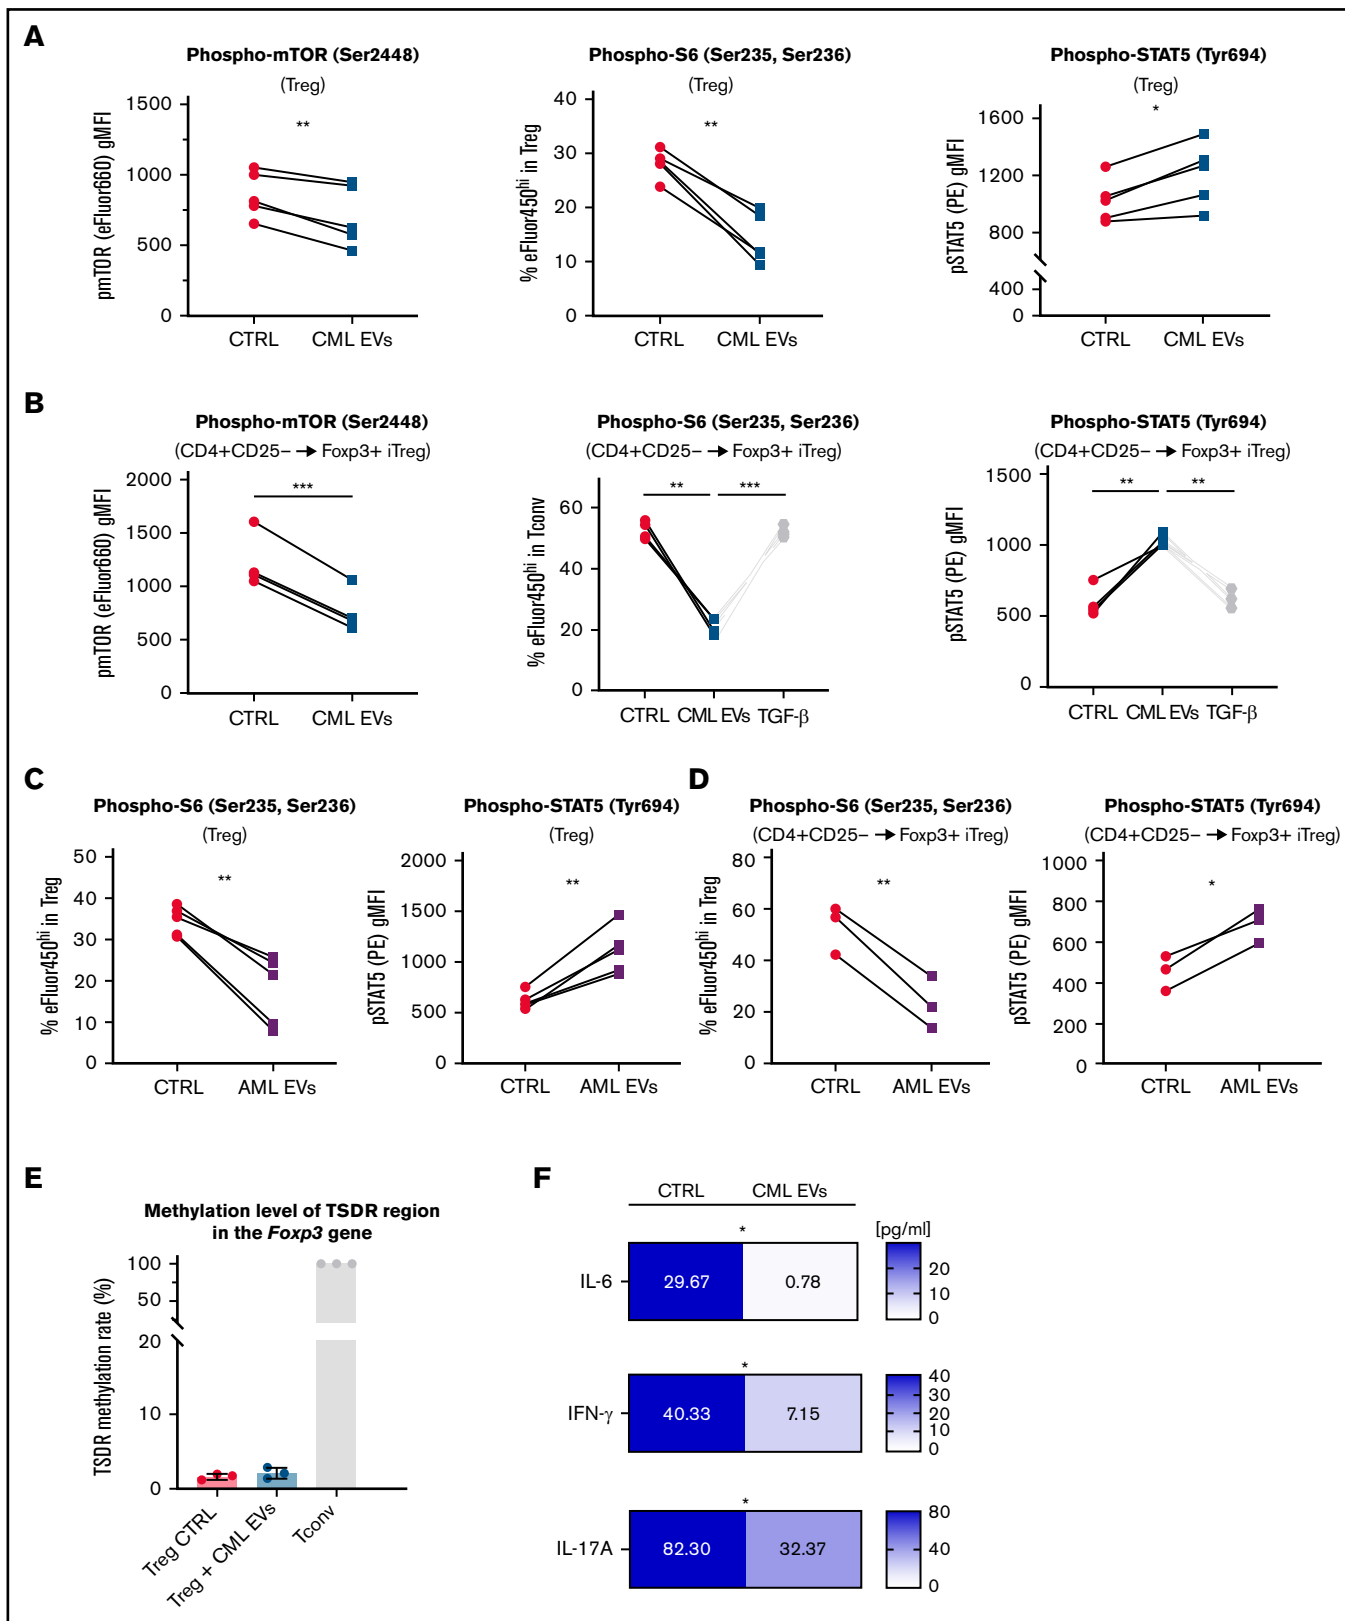 A
Phospho-mTOR (Ser2448)
(Treg)
pmTOR (eFluor660) gMFI
1500
1000
500
0
CTRL CML EVs
**
Phospho-S6 (Ser235, Ser236)
(Treg)
% eFluor450hi in Treg
40
30
20
10
0
CTRL CML EVs
**
Phospho-STAT5 (Tyr694)
(Treg)
pSTAT5 (PE) gMFI
1600
1200
800
400
0
CTRL CML EVs
*
B
Phospho-mTOR (Ser2448)
(CD4+CD25– → Foxp3+ iTreg)
pmTOR (eFluor660) gMFI
2000
1500
1000
500
0
CTRL CML EVs
***
Phospho-S6 (Ser235, Ser236)
(CD4+CD25– → Foxp3+ iTreg)
% eFluor450hi in Tconv
60
40
20
0
CTRL CML EVs TGF-β
** ***
Phospho-STAT5 (Tyr694)
(CD4+CD25– → Foxp3+ iTreg)
pSTAT5 (PE) gMFI
1500
1000
500
0
CTRL CML EVs TGF-β
** **
C
Phospho-S6 (Ser235, Ser236)
(Treg)
% eFluor450hi in Treg
50
40
30
20
10
0
CTRL AML EVs
**
Phospho-STAT5 (Tyr694)
(Treg)
pSTAT5 (PE) gMFI
2000
1500
1000
500
0
CTRL AML EVs
**
D
Phospho-S6 (Ser235, Ser236)
(CD4+CD25– → Foxp3+ iTreg)
% eFluor450hi in Treg
80
60
40
20
0
CTRL AML EVs
**
Phospho-STAT5 (Tyr694)
(CD4+CD25– → Foxp3+ iTreg)
pSTAT5 (PE) gMFI
1000
800
600
400
200
0
CTRL AML EVs
*
E
Methylation level of TSDR region
in the Foxp3 gene
TSDR methylation rate (%)
100
50
20
10
0
Treg CTRL
Treg + CML EVs
Tconv
F
CTRL CML EVs
[pg/ml]
*
IL-6 29.67 0.78
20
10
0
*
IFN-γ 40.33 7.15
40
30
20
10
0
*
IL-17A 82.30 32.37
80
40
0